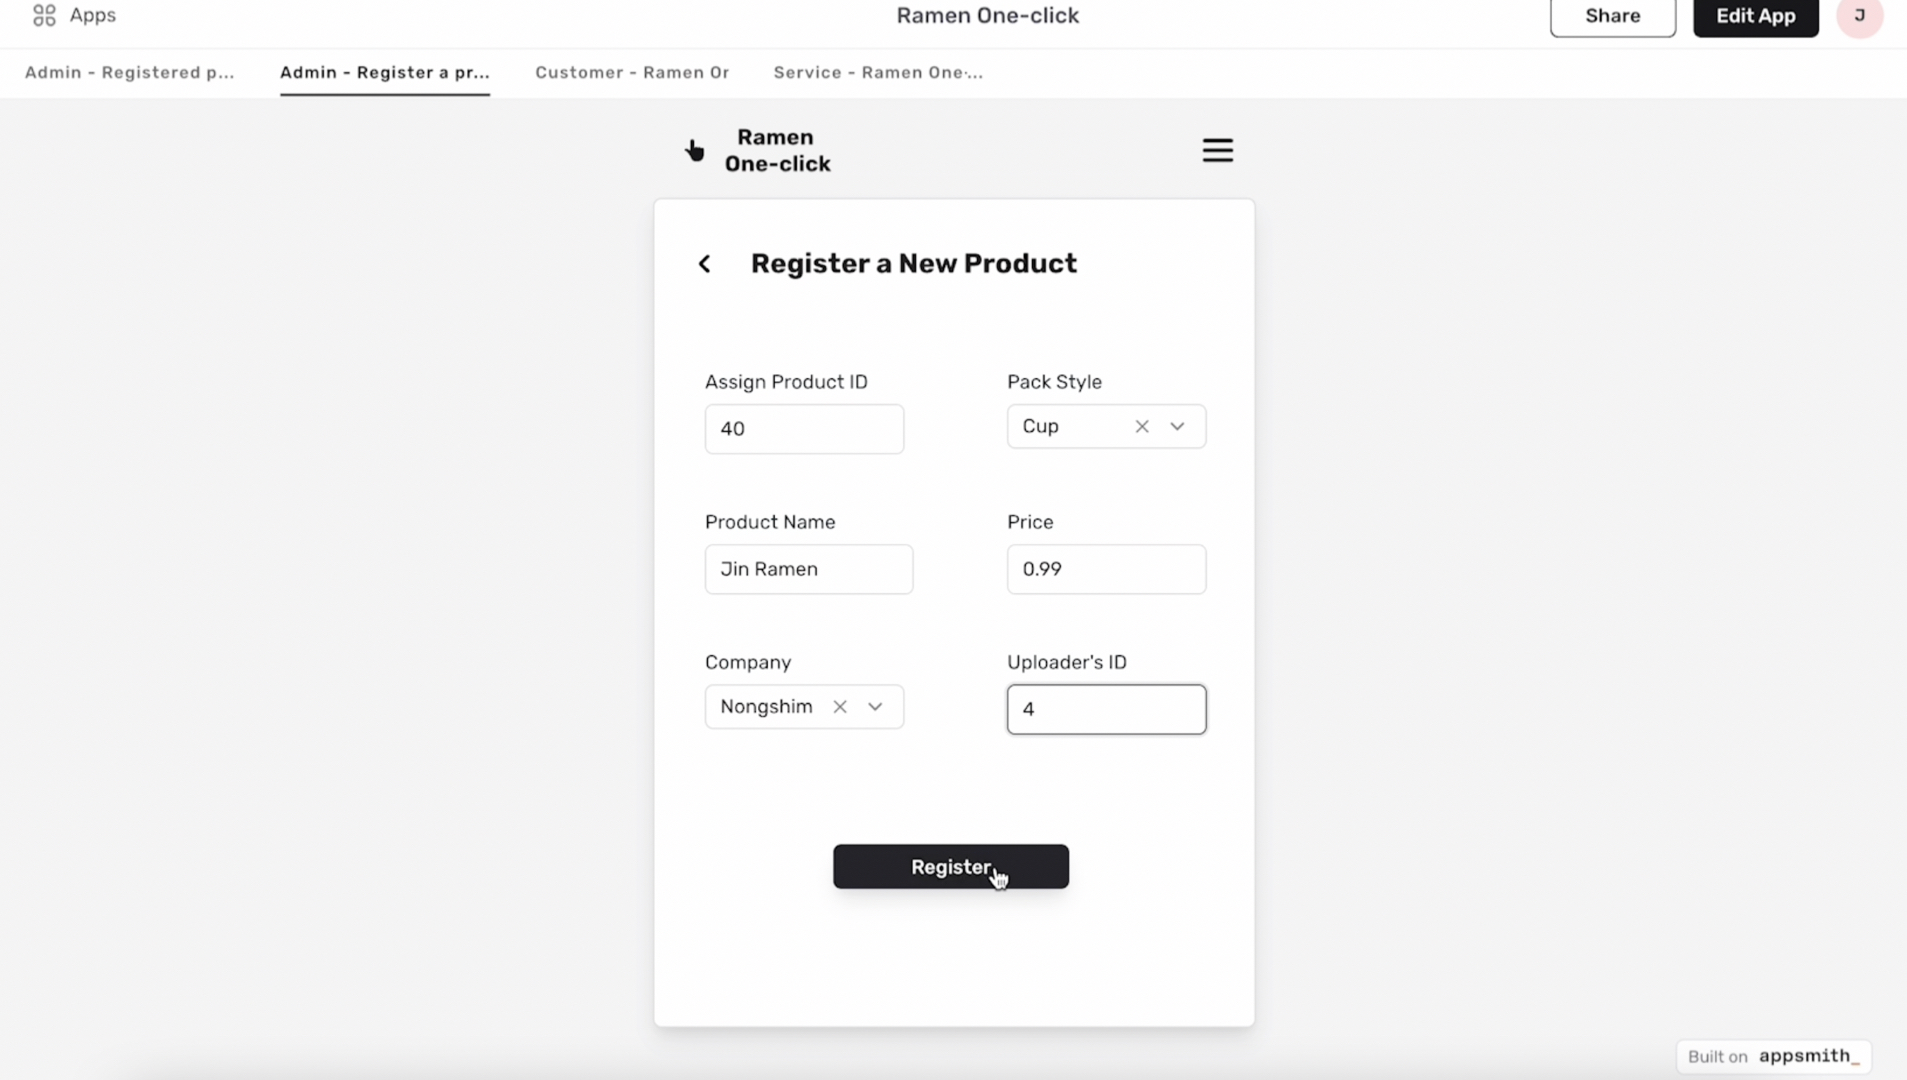 Apps
Ramen One-click
Share
Edit App
J
Admin - Registered p...
Admin - Register a pr...
Customer - Ramen Or
Service - Ramen One-...
Ramen
One-click
Register a New Product
Assign Product ID
Pack Style
40
Cup
Product Name
Price
Jin Ramen
0.99
Company
Uploader's ID
Nongshim
4
Register
Built on appsmith_